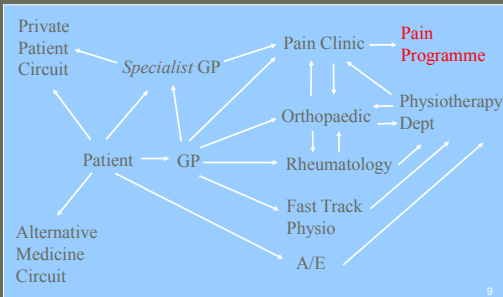 Private
Patient
Circuit
Specialist GP
Pain Clinic
Pain
Programme
Orthopaedic
Physiotherapy
Dept
Patient
GP
Rheumatology
Fast Track
Physio
Alternative
Medicine
Circuit
A/E
9